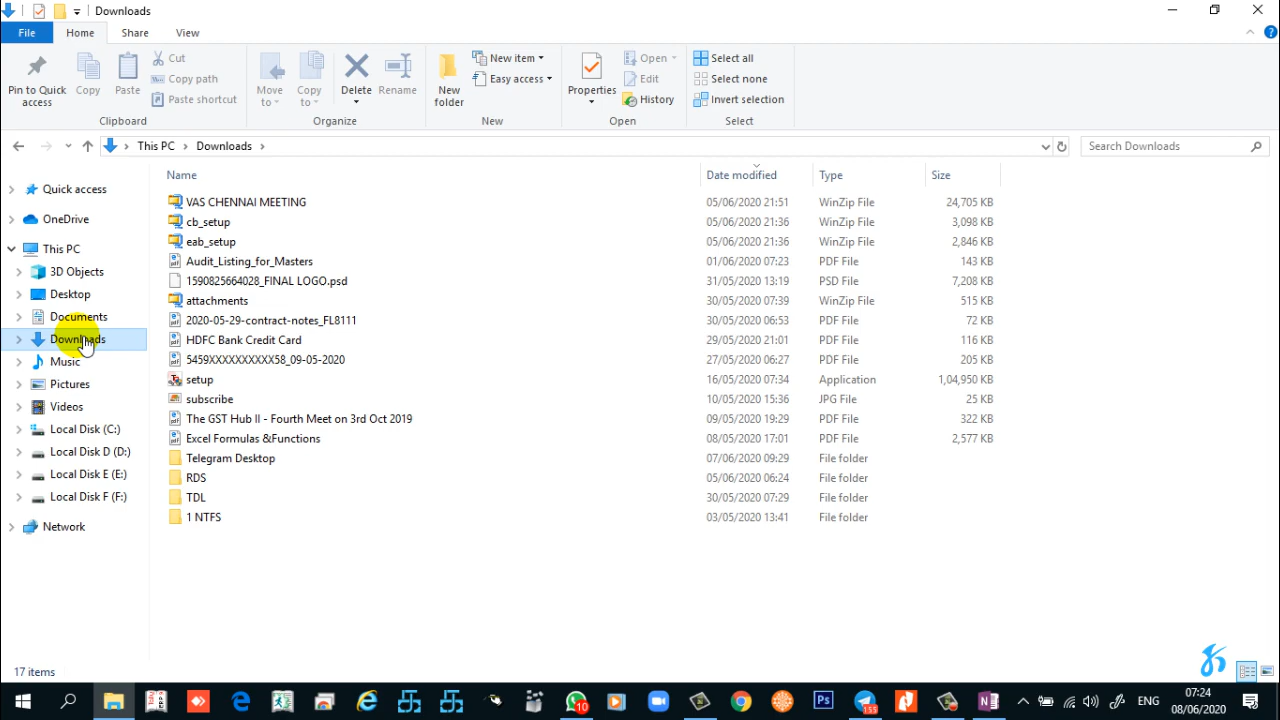 Downloads
File Home Share View
Pin to Quick access
Copy
Paste
Cut
Copy path
Paste shortcut
Clipboard
Move to
Copy to
Delete
Rename
Organize
New folder
New item
Easy access
New
Properties
Open
Edit
History
Open
Select all
Select none
Invert selection
Select
This PC Downloads
Search Downloads
Quick access
OneDrive
This PC
3D Objects
Desktop
Documents
Downloads
Music
Pictures
Videos
Local Disk (C:)
Local Disk D (D:)
Local Disk E (E:)
Local Disk F (F:)
Network
Name Date modified Type Size
VAS CHENNAI MEETING 05/06/2020 21:51 WinZip File 24,705 KB
cb_setup 05/06/2020 21:36 WinZip File 3,098 KB
eab_setup 05/06/2020 21:36 WinZip File 2,846 KB
Audit_Listing_for_Masters 01/06/2020 07:23 PDF File 143 KB
1590825664028_FINAL LOGO.psd 31/05/2020 13:19 PSD File 7,208 KB
attachments 30/05/2020 07:39 WinZip File 515 KB
2020-05-29-contract-notes_FL8111 30/05/2020 06:53 PDF File 72 KB
HDFC Bank Credit Card 29/05/2020 21:01 PDF File 116 KB
5459XXXXXXXXXX58_09-05-2020 27/05/2020 06:27 PDF File 205 KB
setup 16/05/2020 07:34 Application 1,04,950 KB
subscribe 10/05/2020 15:36 JPG File 25 KB
The GST Hub II - Fourth Meet on 3rd Oct 2019 09/05/2020 19:29 PDF File 322 KB
Excel Formulas &Functions 08/05/2020 17:01 PDF File 2,577 KB
Telegram Desktop 07/06/2020 09:29 File folder
RDS 05/06/2020 06:24 File folder
TDL 30/05/2020 07:29 File folder
1 NTFS 03/05/2020 13:41 File folder
17 items
10
Ps
155
N
ENG
07:24
08/06/2020